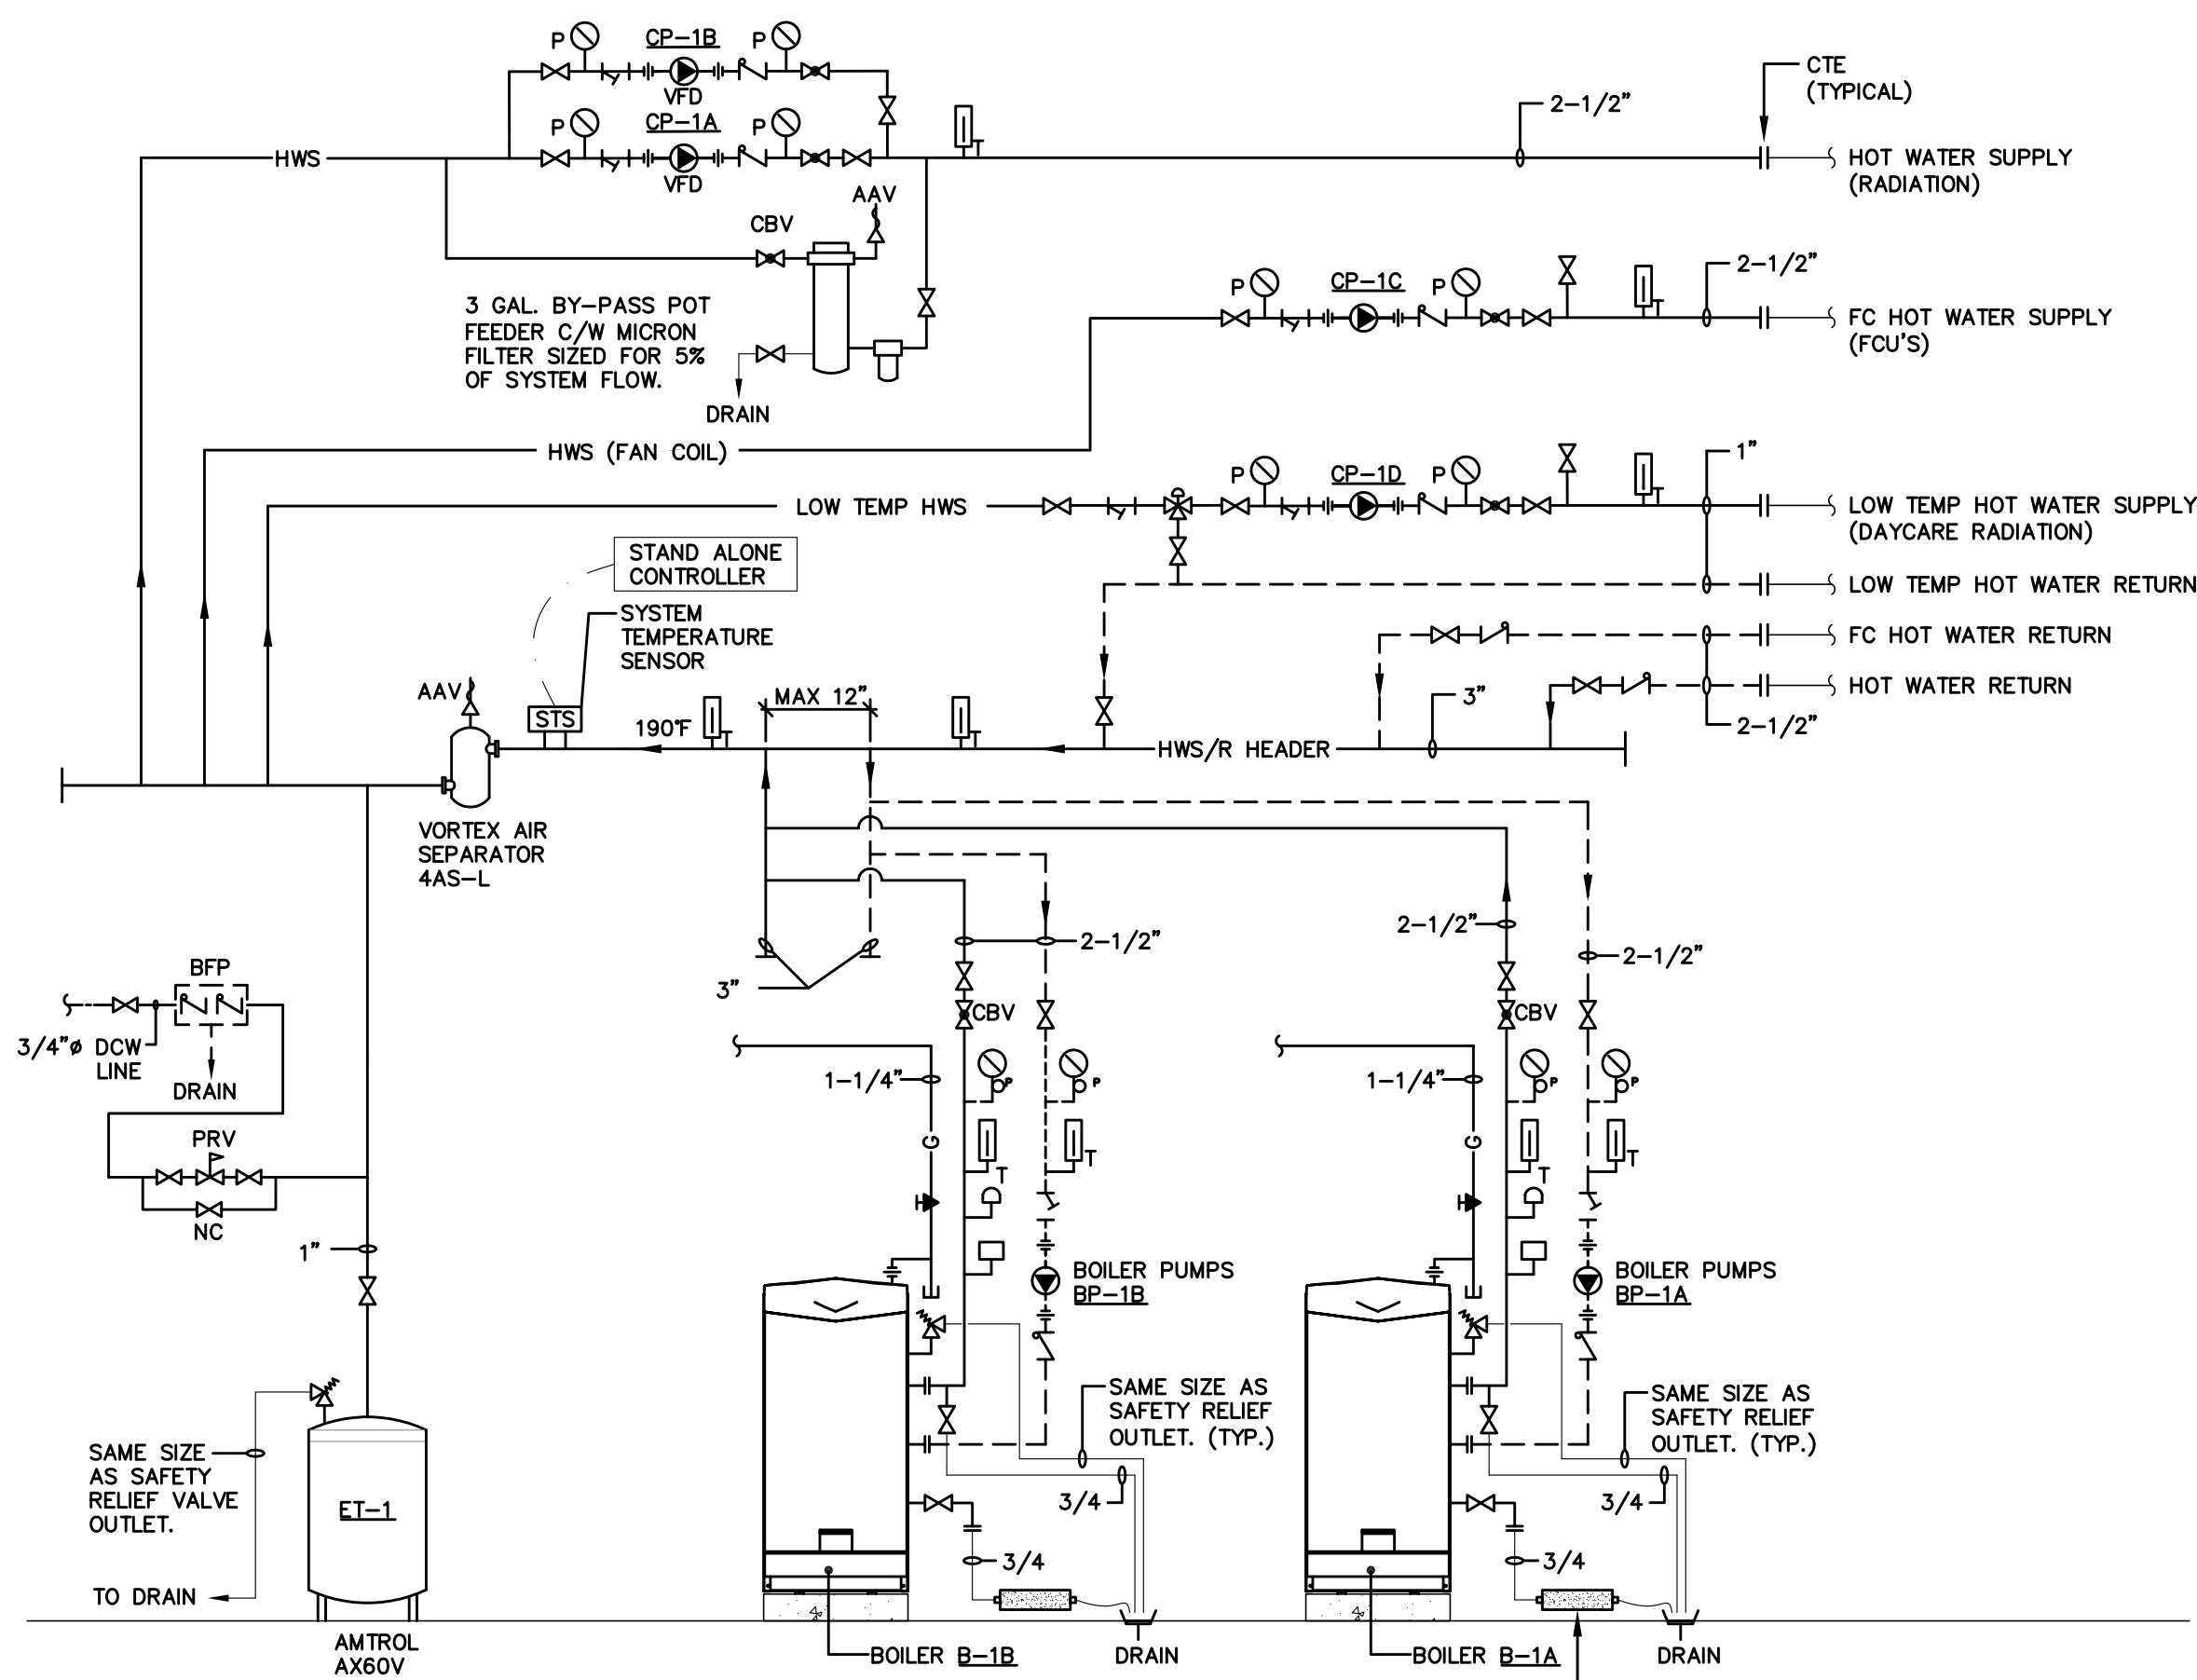 P
CP-1B
P
VFD
P
CP-1A
P
VFD
HWS
T
2-1/2"
CTE
(TYPICAL)
HOT WATER SUPPLY
(RADIATION)
AAV
CBV
3 GAL. BY-PASS POT
FEEDER C/W MICRON
FILTER SIZED FOR 5%
OF SYSTEM FLOW.
DRAIN
P
CP-1C
P
T
2-1/2"
FC HOT WATER SUPPLY
(FCU'S)
HWS (FAN COIL)
LOW TEMP HWS
P
CP-1D
P
T
1"
LOW TEMP HOT WATER SUPPLY
(DAYCARE RADIATION)
LOW TEMP HOT WATER RETURN
FC HOT WATER RETURN
HOT WATER RETURN
2-1/2"
STAND ALONE
CONTROLLER
SYSTEM
TEMPERATURE
SENSOR
AAV
STS
190°F
T
MAX 12"
T
HWS/R HEADER
3"
VORTEX AIR
SEPARATOR
4AS-L
2-1/2"
2-1/2"
2-1/2"
3"
BFP
3/4"ø DCW
LINE
DRAIN
PRV
NC
1"
CBV
1-1/4"
P
P
G
T
T
BOILER PUMPS
BP-1B
SAME SIZE AS
SAFETY RELIEF
OUTLET. (TYP.)
3/4
3/4
BOILER B-1B
DRAIN
CBV
1-1/4"
P
P
G
T
T
BOILER PUMPS
BP-1A
SAME SIZE AS
SAFETY RELIEF
OUTLET. (TYP.)
3/4
3/4
BOILER B-1A
DRAIN
SAME SIZE
AS SAFETY
RELIEF VALVE
OUTLET.
TO DRAIN
ET-1
AMTROL
AX60V